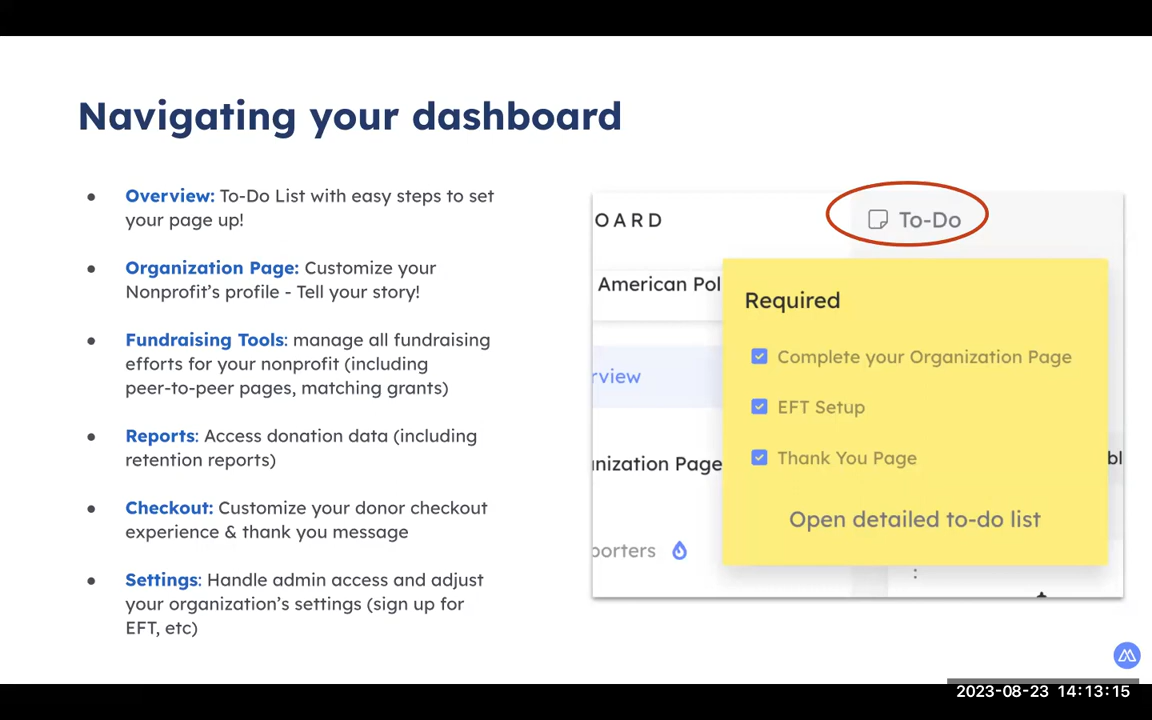 Navigating your dashboard
● Overview: To-Do List with easy steps to set
your page up!
● Organization Page: Customize your
Nonprofit’s profile - Tell your story!
● Fundraising Tools: manage all fundraising
efforts for your nonprofit (including
peer-to-peer pages, matching grants)
● Reports: Access donation data (including
retention reports)
● Checkout: Customize your donor checkout
experience & thank you message
● Settings: Handle admin access and adjust
your organization’s settings (sign up for
EFT, etc)
OARD
To-Do
American Pol
Required
Complete your Organization Page
rview
EFT Setup
nization Page
Thank You Page
bl
Open detailed to-do list
porters
2023-08-23 14:13:15